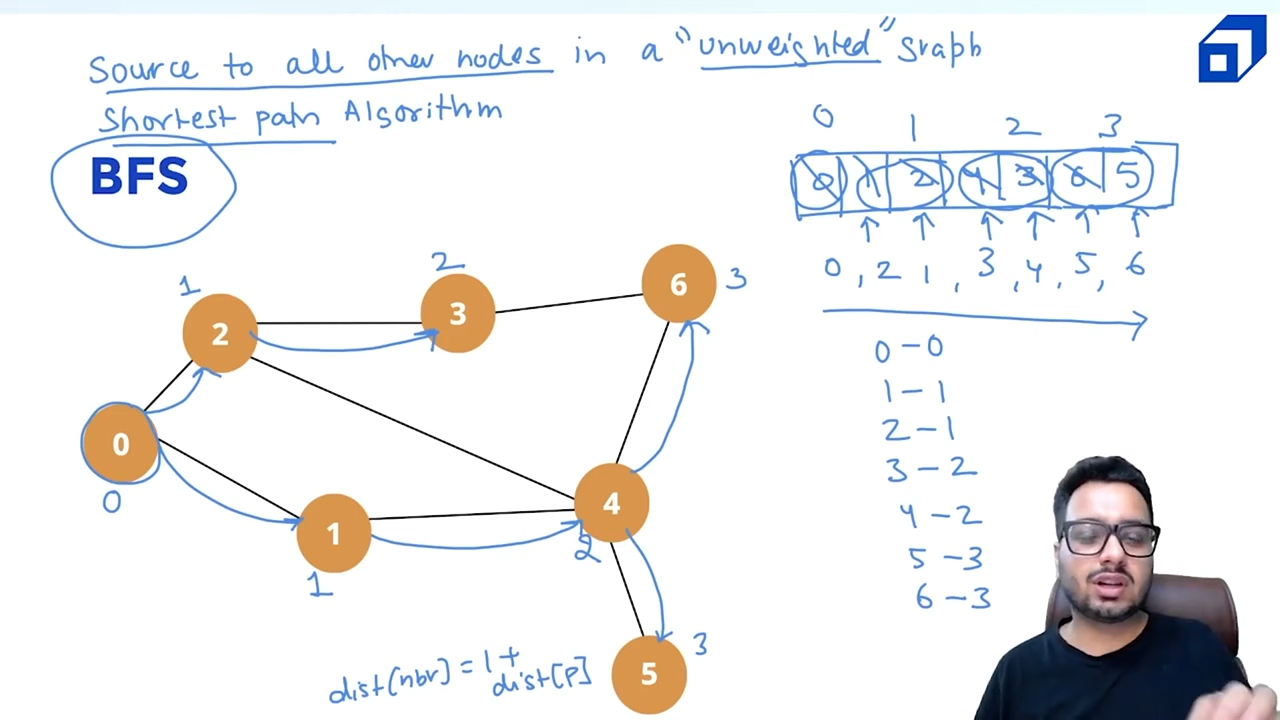 Source to all other nodes in a "unweighted" graph
Shortest path Algorithm
BFS
0 1 2 3
0 1 2 4 3 6 5
0, 2 1, 3, 4, 5, 6
0 - 0
1 - 1
2 - 1
3 - 2
4 - 2
5 - 3
6 - 3
1
2
2
3
6
3
2
0
0
1
1
4
2
5
3
dist[nbr] = 1 +
dist[P]